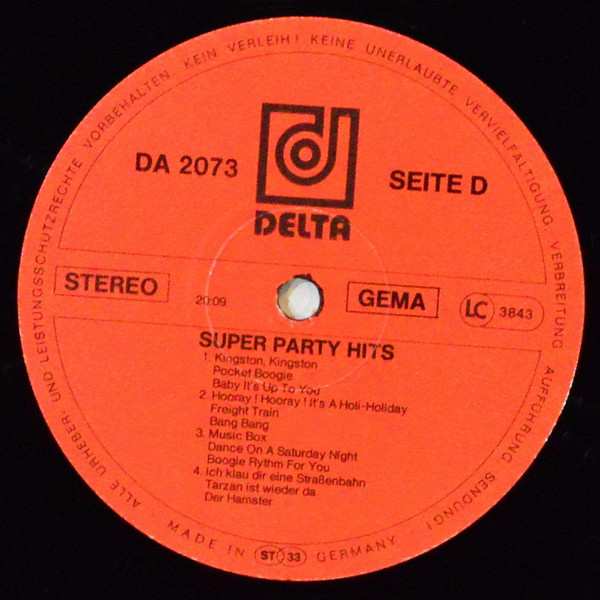 ALLE URHEBER- UND LEISTUNGSSCHUTZRECHTE VORBEHALTEN KEIN VERLEIH! KEINE UNERLAUBTE VERVIELFÄLTIGUNG, VERBREITUNG AUFFÜHRUNG SENDUNG!
DA 2073
d
SEITE D
DELTA
STEREO
20:09
GEMA
LC 3843
SUPER PARTY HITS
1. Kingston, Kingston
Pocket Boogie
Baby It's Up To You
2. Hooray! Hooray! It's A Holi-Holiday
Freight Train
Bang Bang
3. Music Box
Dance On A Saturday Night
Boogie Rythm For You
4. Ich klau dir eine Straßenbahn
Tarzan ist wieder da
Der Hamster
MADE IN ST 33 GERMANY